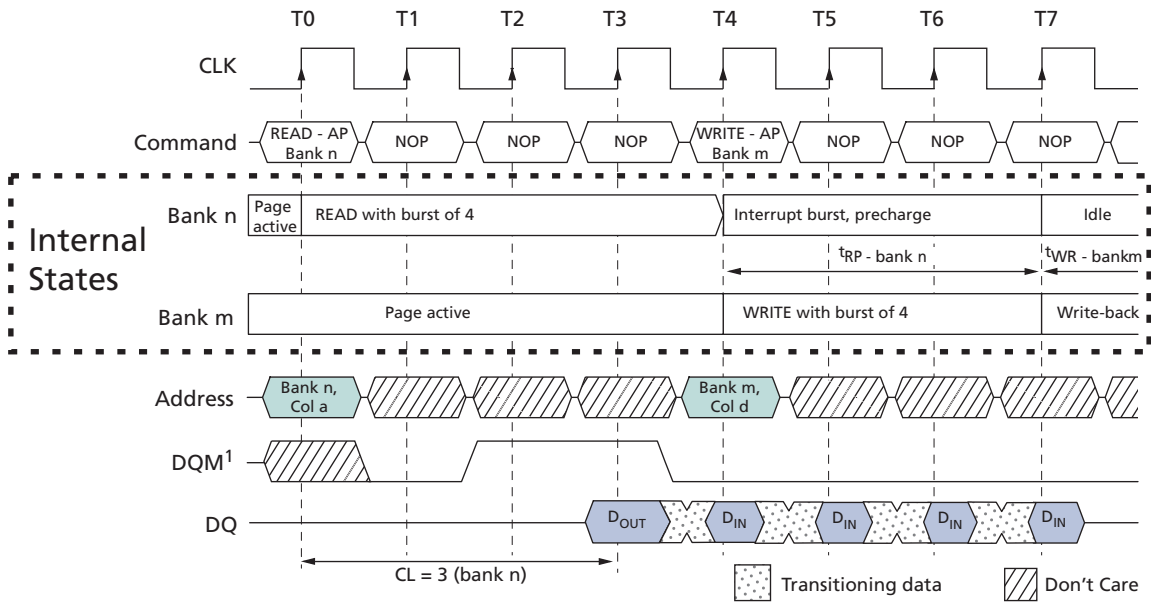 T0 T1 T2 T3 T4 T5 T6 T7
CLK
Command READ - AP NOP NOP NOP WRITE - AP NOP NOP NOP
Bank n Bank m
Internal
States
Bank n Page READ with burst of 4 Interrupt burst, precharge Idle
active
tRP - bank n tWR - bankm
Bank m Page active WRITE with burst of 4 Write-back
Address Bank n, Bank m,
Col a Col d
DQM¹
DQ DOUT DIN DIN DIN DIN
CL = 3 (bank n)
Transitioning data Don't Care